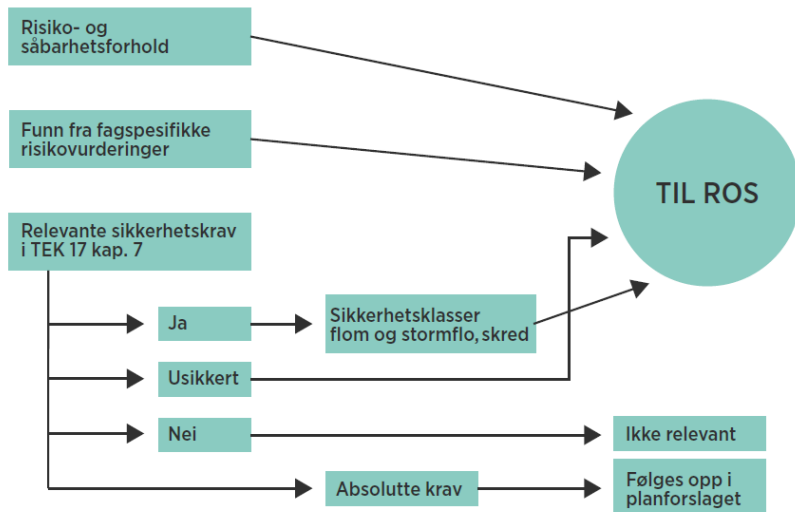 Risiko- og
såbarhetsforhold
Funn fra fagspesifikke
risikovurderinger
TIL ROS
Relevante sikkerhetskrav
i TEK 17 kap. 7
Ja
Sikkerhetsklasser
flom og stormflo, skred
Usikkert
Nei
Ikke relevant
Absolutte krav
Følges opp i
planforslaget